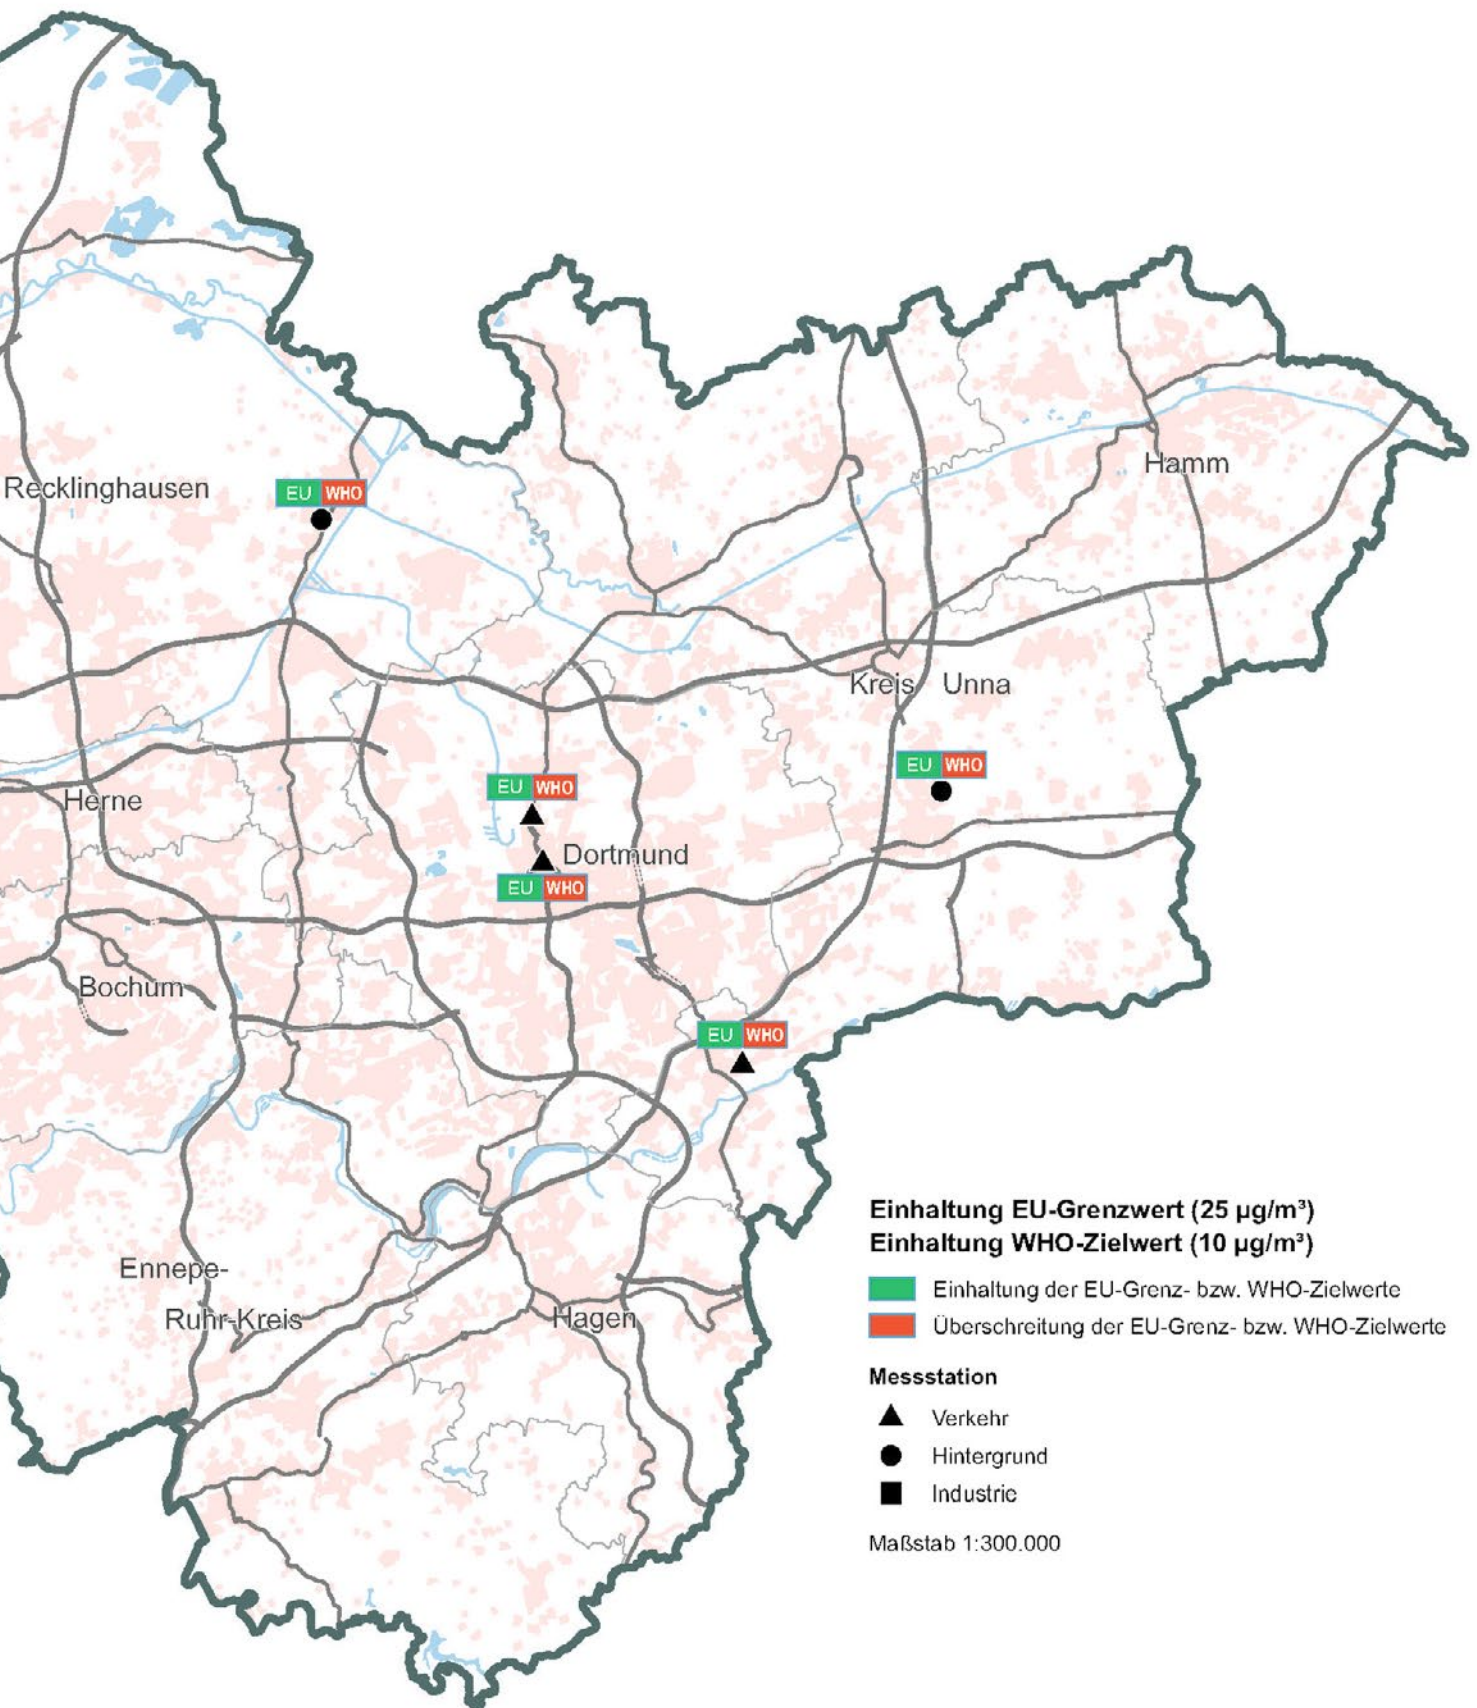 Hamm
Recklinghausen
EU WHO
Kreis Unna
EU WHO
EU WHO
Herne
Dortmund
EU WHO
Bochum
EU WHO
Einhaltung EU-Grenzwert (25 µg/m³)
Einhaltung WHO-Zielwert (10 µg/m³)
Ennepe-
Ruhr-Kreis
Hagen
Einhaltung der EU-Grenz- bzw. WHO-Zielwerte
Überschreitung der EU-Grenz- bzw. WHO-Zielwerte
Messstation
Verkehr
Hintergrund
Industrie
Maßstab 1:300.000